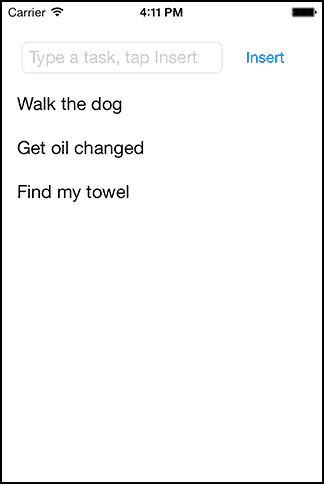 Carrier 4:11 PM
Type a task, tap Insert Insert
Walk the dog
Get oil changed
Find my towel